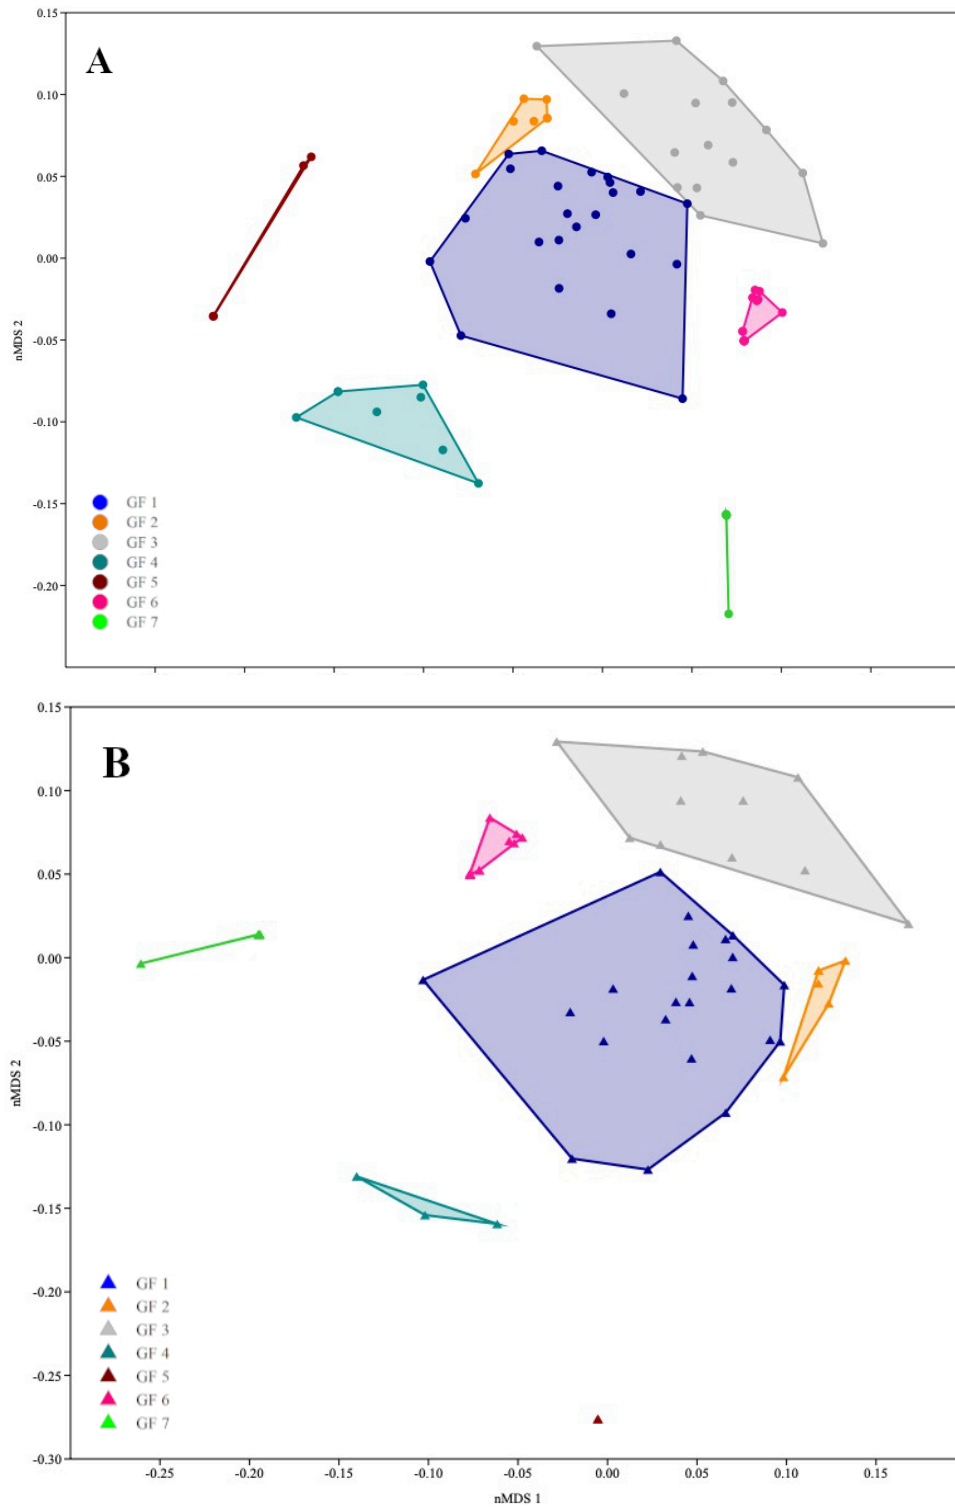 0.15
A
0.10
0.05
0.00
nMDS 2
-0.05
-0.10
-0.15
-0.20
GF 1
GF 2
GF 3
GF 4
GF 5
GF 6
GF 7
0.15
B
0.10
0.05
0.00
-0.05
nMDS 2
-0.10
-0.15
-0.20
-0.25
-0.30
GF 1
GF 2
GF 3
GF 4
GF 5
GF 6
GF 7
-0.25 -0.20 -0.15 -0.10 -0.05 0.00 0.05 0.10 0.15
nMDS 1